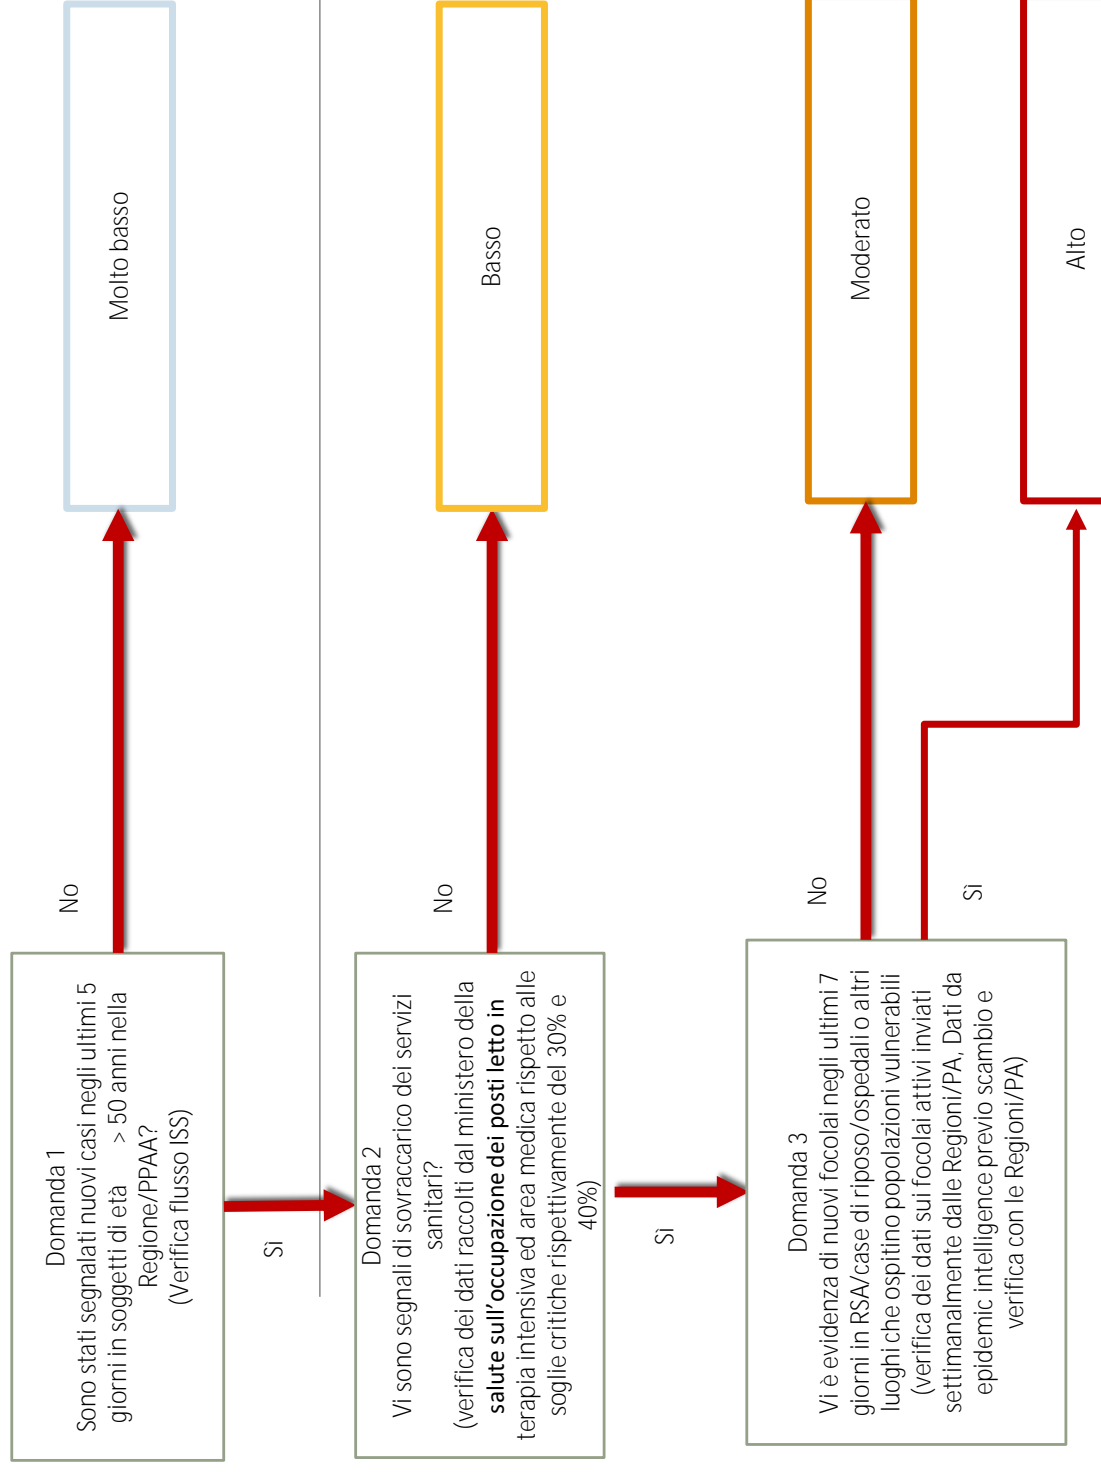 Domanda 1
Sono stati segnalati nuovi casi negli ultimi 5
giorni in soggetti di età > 50 anni nella
Regione/PPAA?
(Verifica flusso ISS)
No
Molto basso
Sì
Domanda 2
Vi sono segnali di sovraccarico dei servizi
sanitari?
(verifica dei dati raccolti dal ministero della
salute sull'occupazione dei posti letto in
terapia intensiva ed area medica rispetto alle
soglie critiche rispettivamente del 30% e
40%)
No
Basso
Sì
Domanda 3
Vi è evidenza di nuovi focolai negli ultimi 7
giorni in RSA/case di riposo/ospedali o altri
luoghi che ospitino popolazioni vulnerabili
(verifica dei dati sui focolai attivi inviati
settimanalmente dalle Regioni/PA, Dati da
epidemic intelligence previo scambio e
verifica con le Regioni/PA)
No
Moderato
Sì
Alto